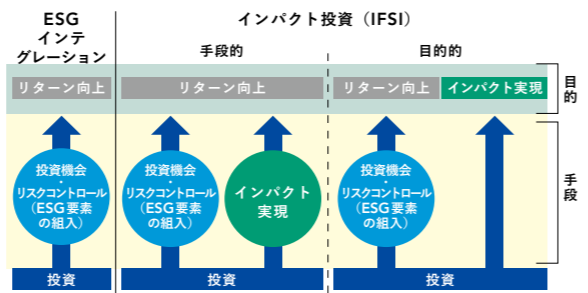 ESG
インテ
グレーション
インパクト投資（IFSI）
手段的
目的的
リターン向上
リターン向上
リターン向上
インパクト実現
目的
投資機会
・
リスクコントロール
（ESG要素
の組入）
投資機会
・
リスクコントロール
（ESG要素
の組入）
インパクト
実現
投資機会
・
リスクコントロール
（ESG要素
の組入）
手段
投資
投資
投資